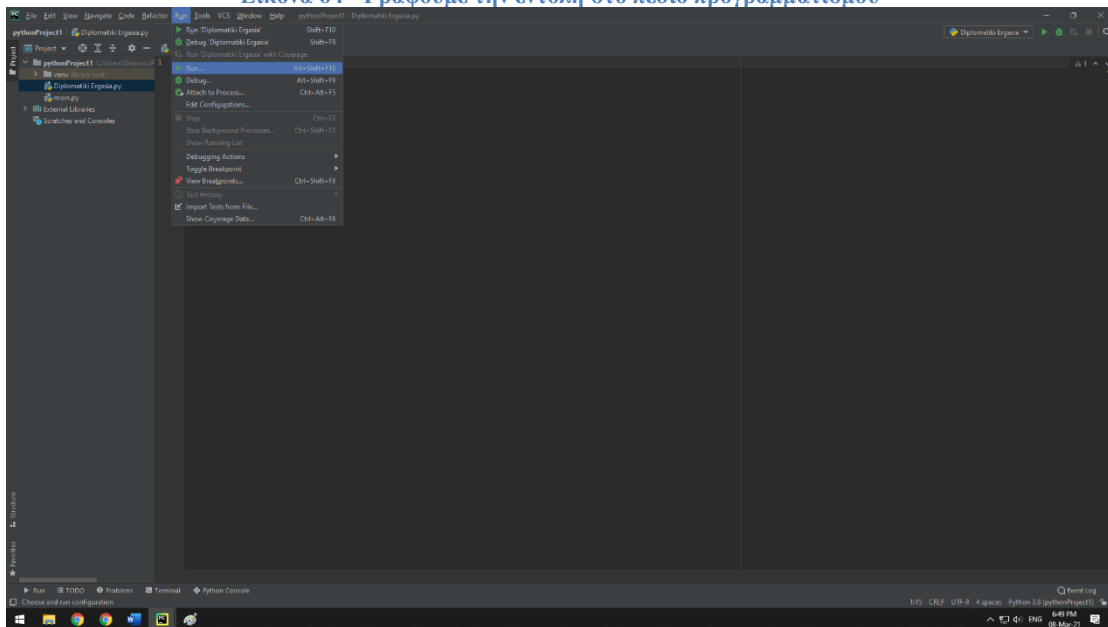 Εικόνα 64 - Γράφουμε την εντολή στο πεδίο προγραμματισμού
File Edit View Navigate Code Refactor Run Tools VCS Window Help pythonProject1 - Diplomatiki Ergasia.py
pythonProject1 Diplomatiki Ergasia.py
Diplomatiki Ergasia
Project
Project
pythonProject1
venv library root
Diplomatiki Ergasia.py
main.py
External Libraries
Scratches and Consoles
1
1
Run 'Diplomatiki Ergasia' Shift+F10
Debug 'Diplomatiki Ergasia' Shift+F9
Run 'Diplomatiki Ergasia' with Coverage
Run... Alt+Shift+F10
Debug... Alt+Shift+F9
Attach to Process... Ctrl+Alt+F5
Edit Configurations...
Stop Ctrl+F2
Stop Background Processes... Ctrl+Shift+F2
Show Running List
Debugging Actions
Toggle Breakpoint
View Breakpoints... Ctrl+Shift+F8
Test History
Import Tests from File...
Show Coverage Data... Ctrl+Alt+F6
Structure
Favorites
Run TODO Problems Terminal Python Console
Event Log
Choose and run configuration
1:15 CRLF UTF-8 4 spaces Python 3.8 (pythonProject1)
ENG
6:49 PM
08-Mar-21